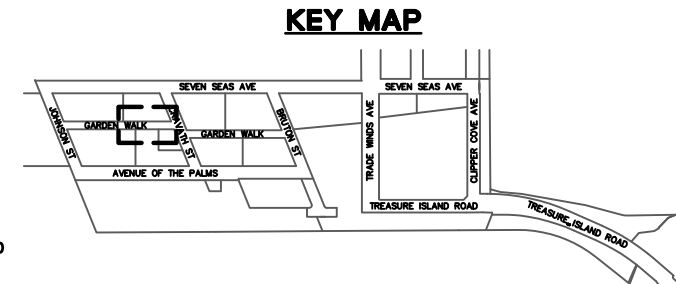 KEY MAP
SEVEN SEAS AVE
SEVEN SEAS AVE
JOHNSON ST
GARDEN WALK
GARDEN WALK
BRUTON ST
TRADE WINDS AVE
CLIPPER COVE AVE
AVENUE OF THE PALMS
TREASURE ISLAND ROAD
TREASURE ISLAND ROAD